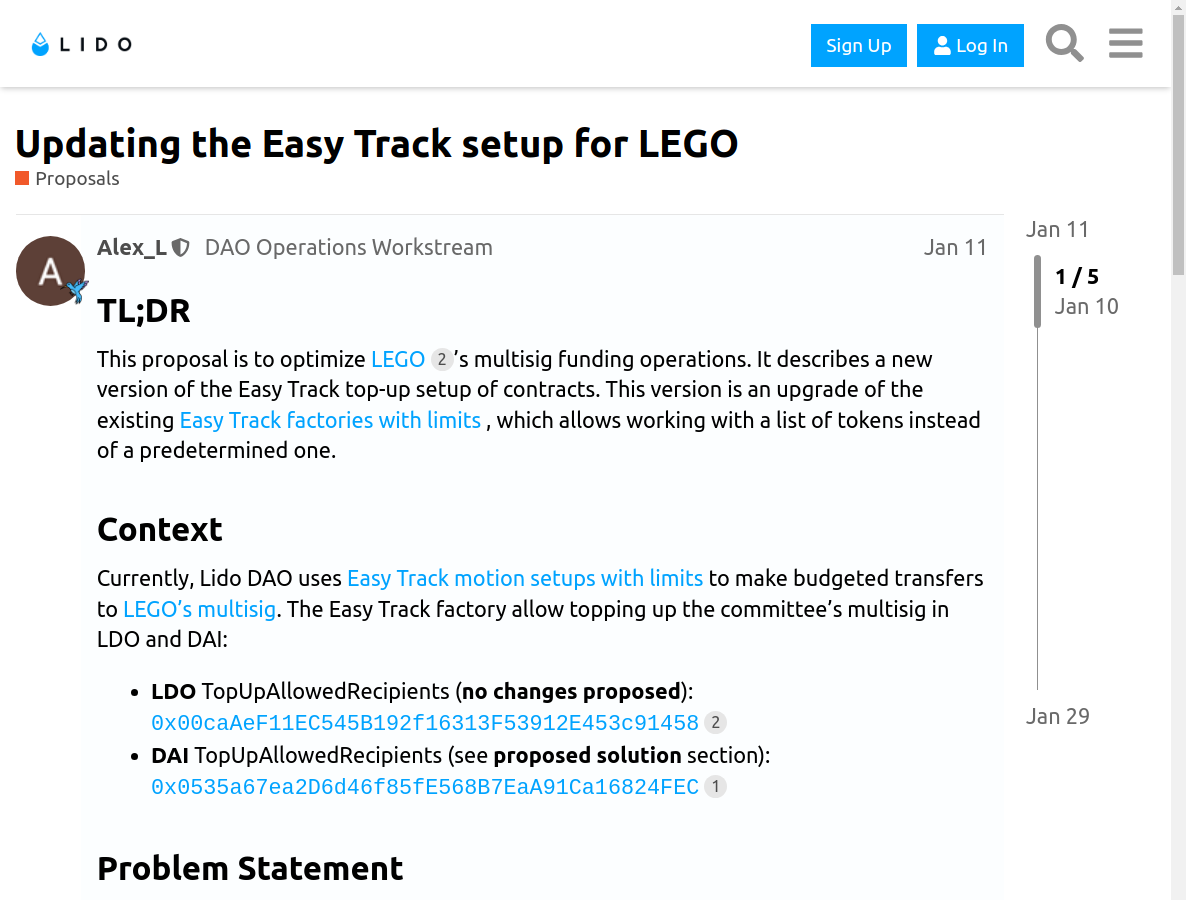 LIDO
Sign Up
Log In
Updating the Easy Track setup for LEGO
Proposals
Alex_L DAO Operations Workstream Jan 11
A
TL;DR
This proposal is to optimize LEGO 2’s multisig funding operations. It describes a new
version of the Easy Track top-up setup of contracts. This version is an upgrade of the
existing Easy Track factories with limits , which allows working with a list of tokens instead
of a predetermined one.
Context
Currently, Lido DAO uses Easy Track motion setups with limits to make budgeted transfers
to LEGO’s multisig. The Easy Track factory allow topping up the committee’s multisig in
LDO and DAI:
• LDO TopUpAllowedRecipients (no changes proposed):
0x00caAeF11EC545B192f16313F53912E453c91458 2
• DAI TopUpAllowedRecipients (see proposed solution section):
0x0535a67ea2D6d46f85fE568B7EaA91Ca16824FEC 1
Problem Statement
Jan 11
1 / 5
Jan 10
Jan 29